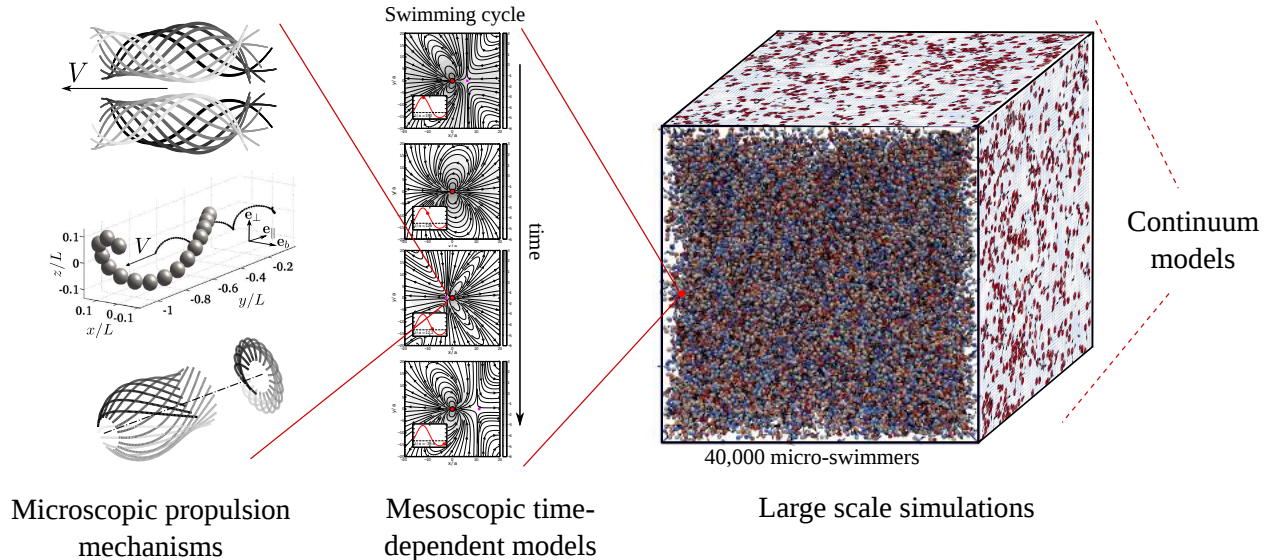 Swimming cycle
V
time
x/a
y/a
e⊥
e∥
e_b
V
0.1
0
-0.1
z/L
0.1
0
-0.1
x/L
-1
-0.8
-0.6
-0.4
-0.2
y/L
40,000 micro-swimmers
Continuum
models
Microscopic propulsion
mechanisms
Mesoscopic time-
dependent models
Large scale simulations